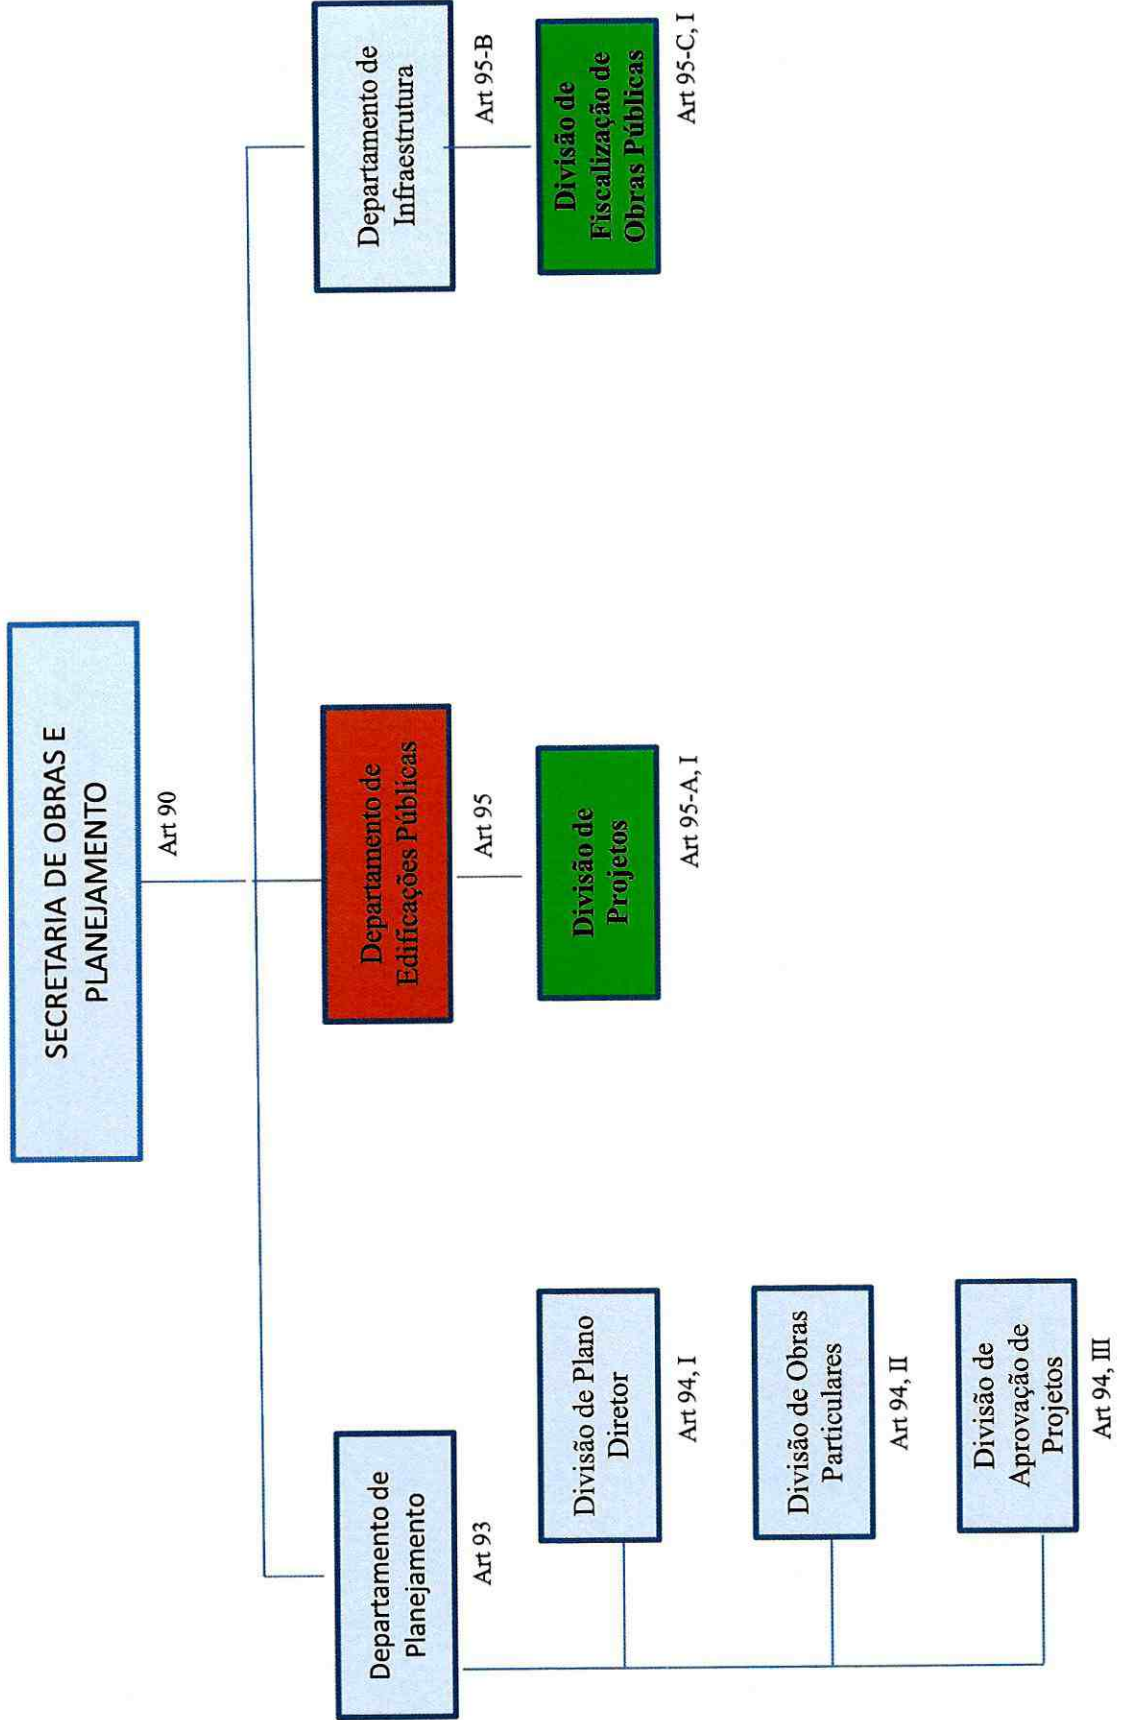 SECRETARIA DE OBRAS E
PLANEJAMENTO
Art 90
Departamento de
Planejamento
Art 93
Divisão de Plano
Diretor
Art 94, I
Divisão de Obras
Particulares
Art 94, II
Divisão de
Aprovação de
Projetos
Art 94, III
Departamento de
Edificações Públicas
Art 95
Divisão de
Projetos
Art 95-A, I
Departamento de
Infraestrutura
Art 95-B
Divisão de
Fiscalização de
Obras Públicas
Art 95-C, I